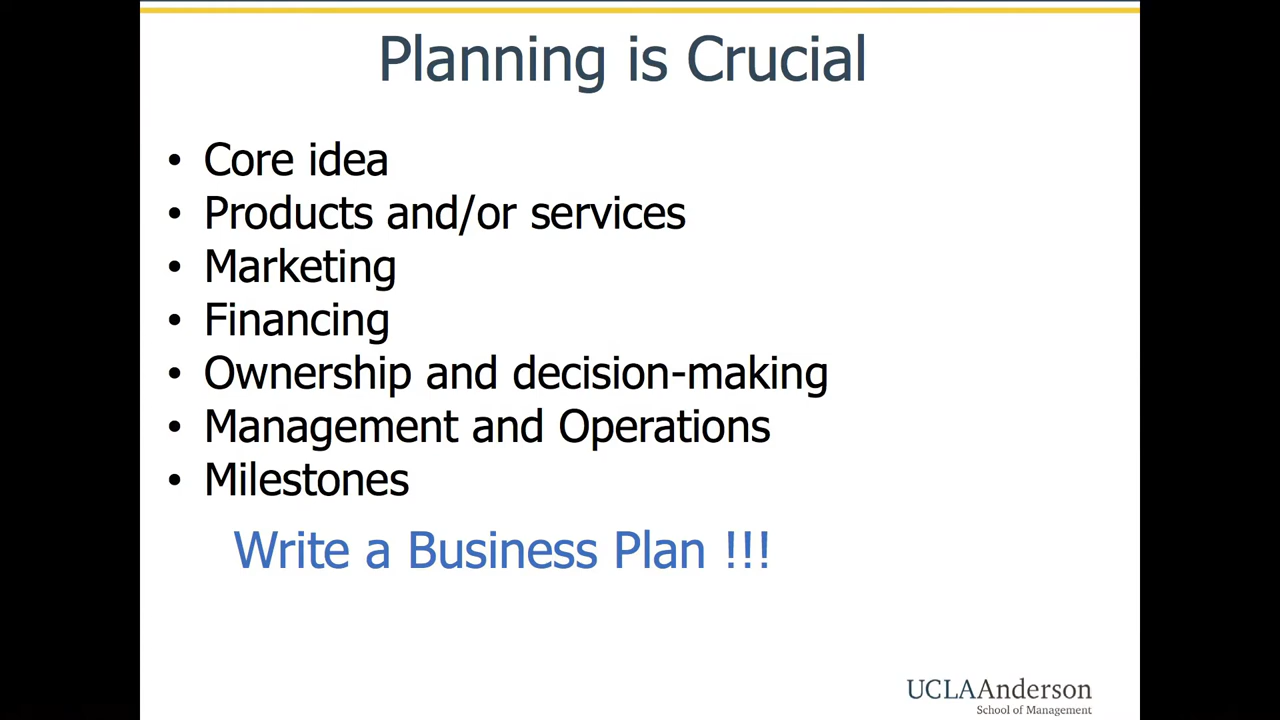 Planning is Crucial
• Core idea
• Products and/or services
• Marketing
• Financing
• Ownership and decision-making
• Management and Operations
• Milestones
Write a Business Plan !!!
UCLAAnderson
School of Management